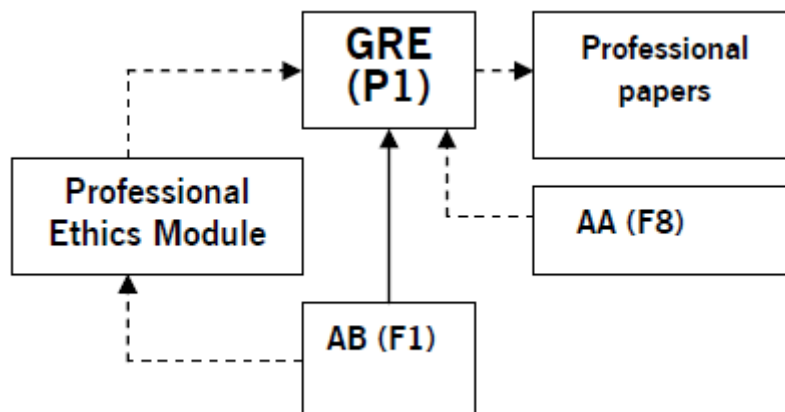 GRE
(P1)
Professional
papers
Professional
Ethics Module
AA (F8)
AB (F1)